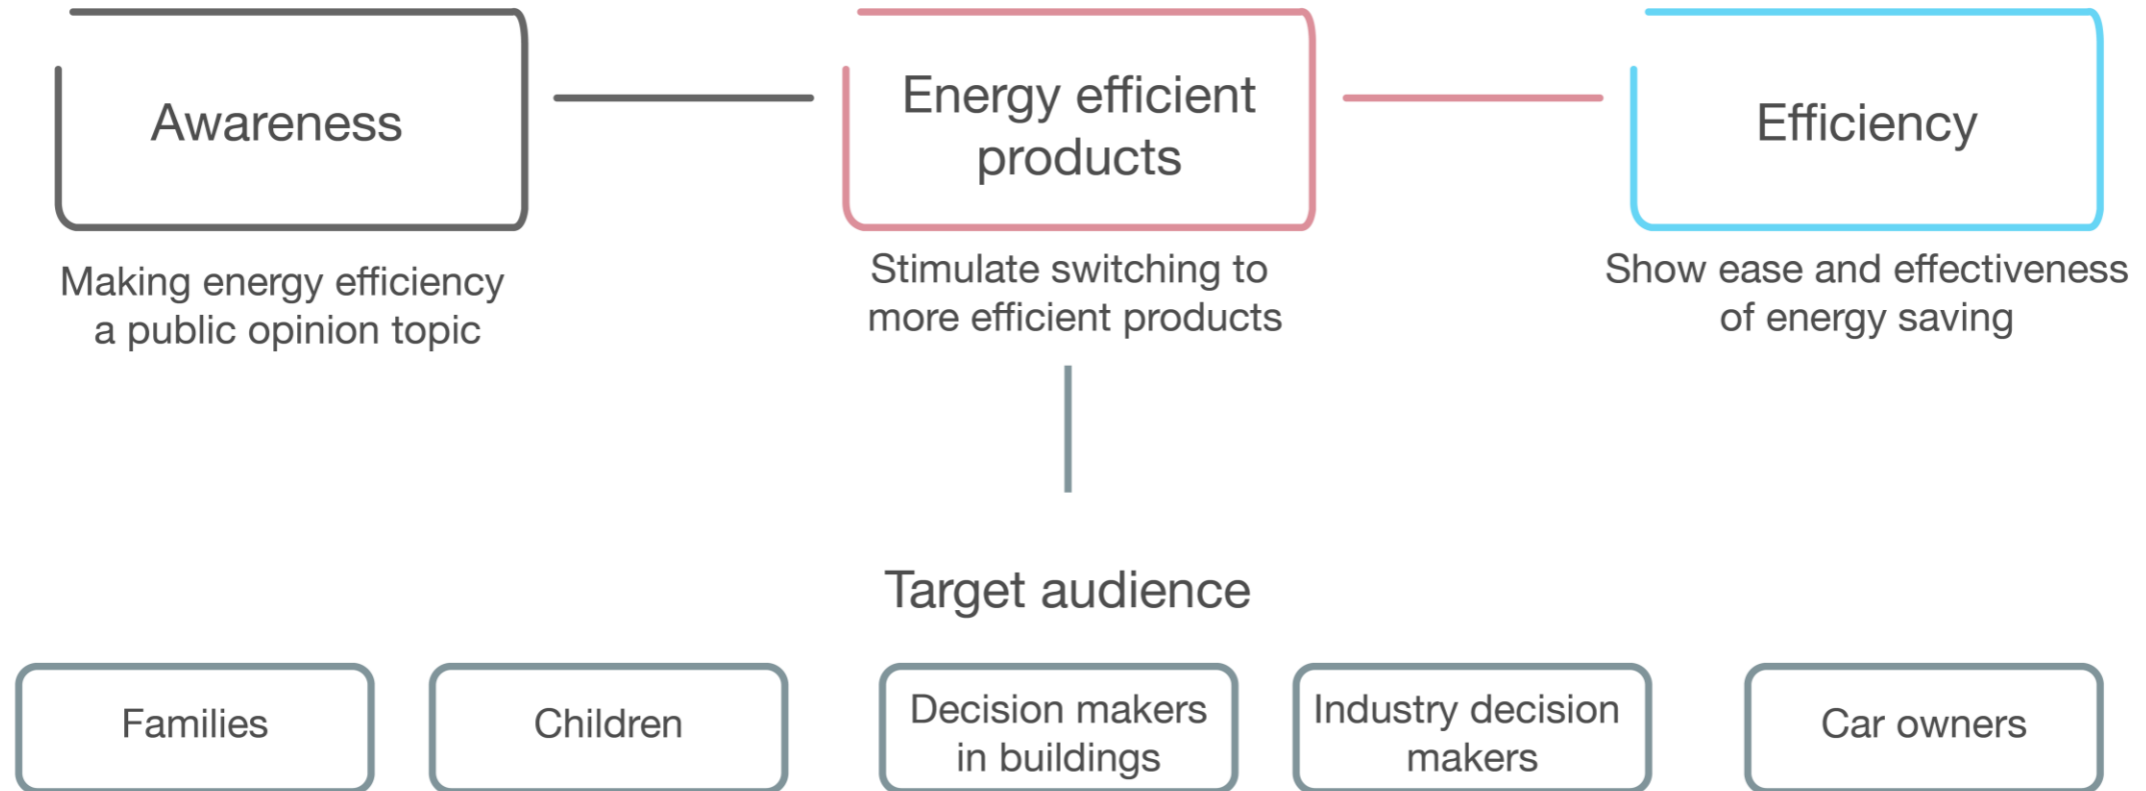 Awareness
Energy efficient
products
Efficiency
Making energy efficiency
a public opinion topic
Stimulate switching to
more efficient products
Show ease and effectiveness
of energy saving
Target audience
Families
Children
Decision makers
in buildings
Industry decision
makers
Car owners